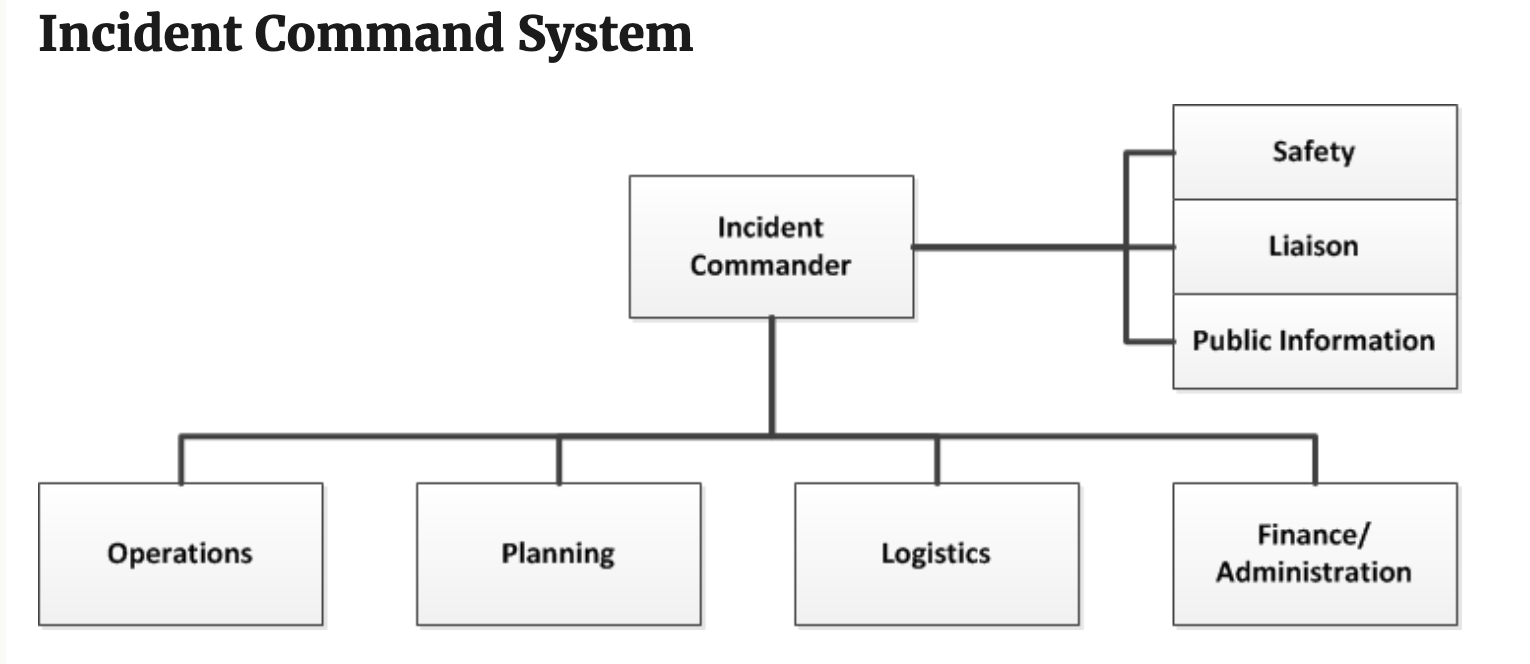 Incident Command System
Safety
Incident
Commander
Liaison
Public Information
Operations
Planning
Logistics
Finance/
Administration